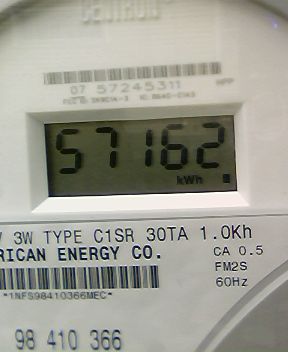 CENTRON
07 57245311
57162
kWh
3W TYPE C1SR 30TA 1.0Kh
RICAN ENERGY CO. CA 0.5
FM2S
*1NFS98410366MEC* 60Hz
98 410 366